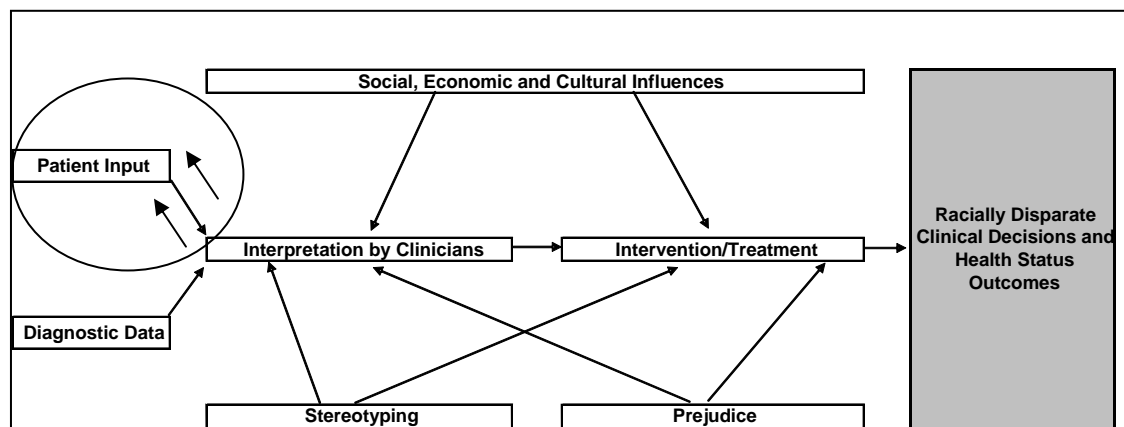 Social, Economic and Cultural Influences
Patient Input
Interpretation by Clinicians
Intervention/Treatment
Racially Disparate
Clinical Decisions and
Health Status
Outcomes
Diagnostic Data
Stereotyping
Prejudice